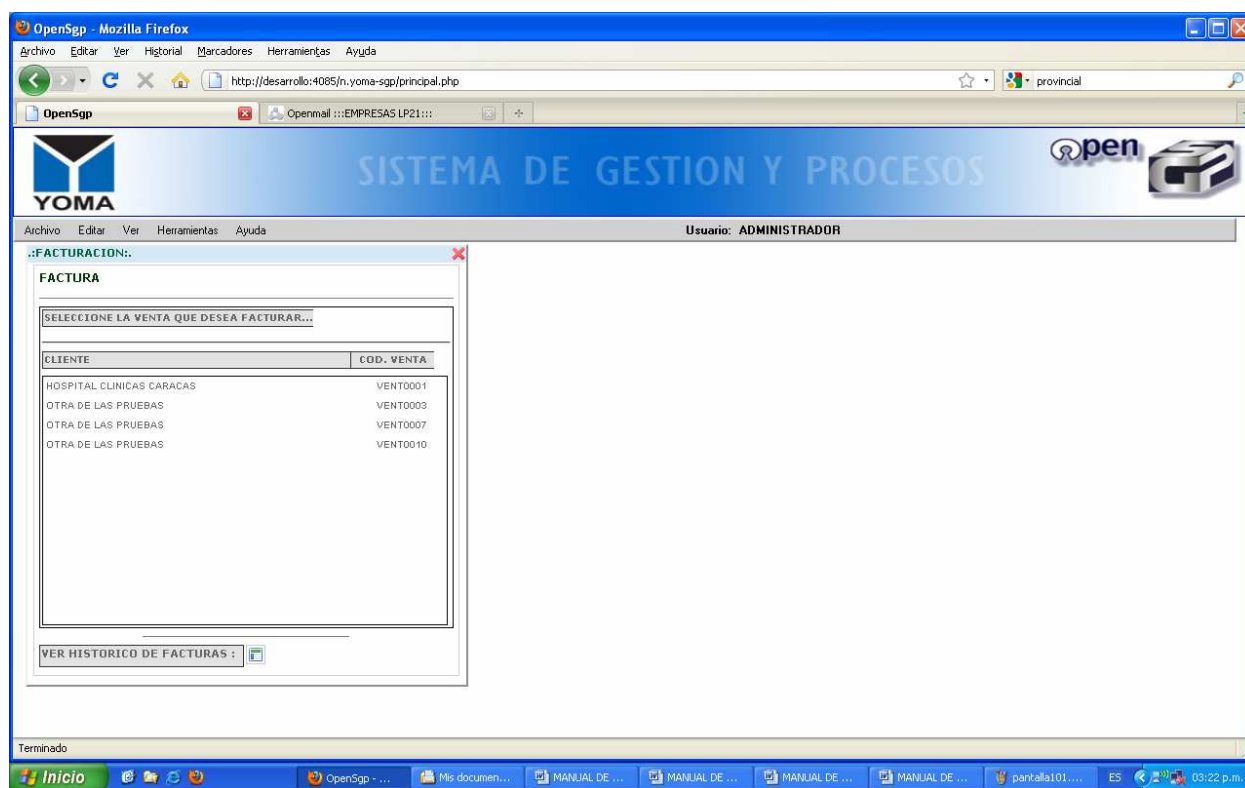 OpenSgp - Mozilla Firefox
Archivo Editar Ver Historial Marcadores Herramientas Ayuda
http://desarrollo:4085/n.yoma-sgp/principal.php
provincial
OpenSgp
Openmail :::EMPRESAS LP21:::
YOMA
SISTEMA DE GESTION Y PROCESOS
open
Archivo Editar Ver Herramientas Ayuda
Usuario: ADMINISTRADOR
.:FACTURACION:.
FACTURA
SELECCIONE LA VENTA QUE DESEA FACTURAR...
CLIENTE COD. VENTA
HOSPITAL CLINICAS CARACAS VENT0001
OTRA DE LAS PRUEBAS VENT0003
OTRA DE LAS PRUEBAS VENT0007
OTRA DE LAS PRUEBAS VENT0010
VER HISTORICO DE FACTURAS :
Terminado
Inicio
OpenSgp - ...
Mis documen...
MANUAL DE ...
MANUAL DE ...
MANUAL DE ...
MANUAL DE ...
pantalla101....
ES
03:22 p.m.